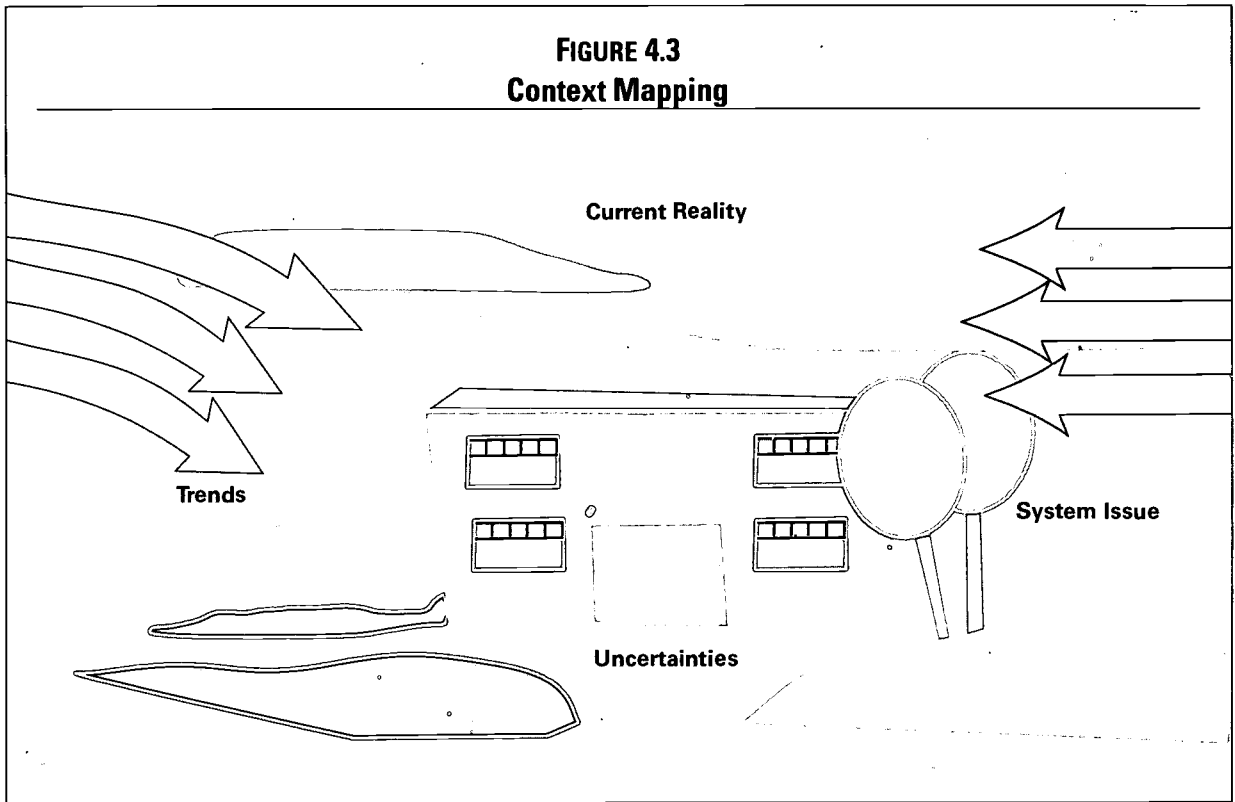 FIGURE 4.3
Context Mapping
Current Reality
Trends
System Issue
Uncertainties